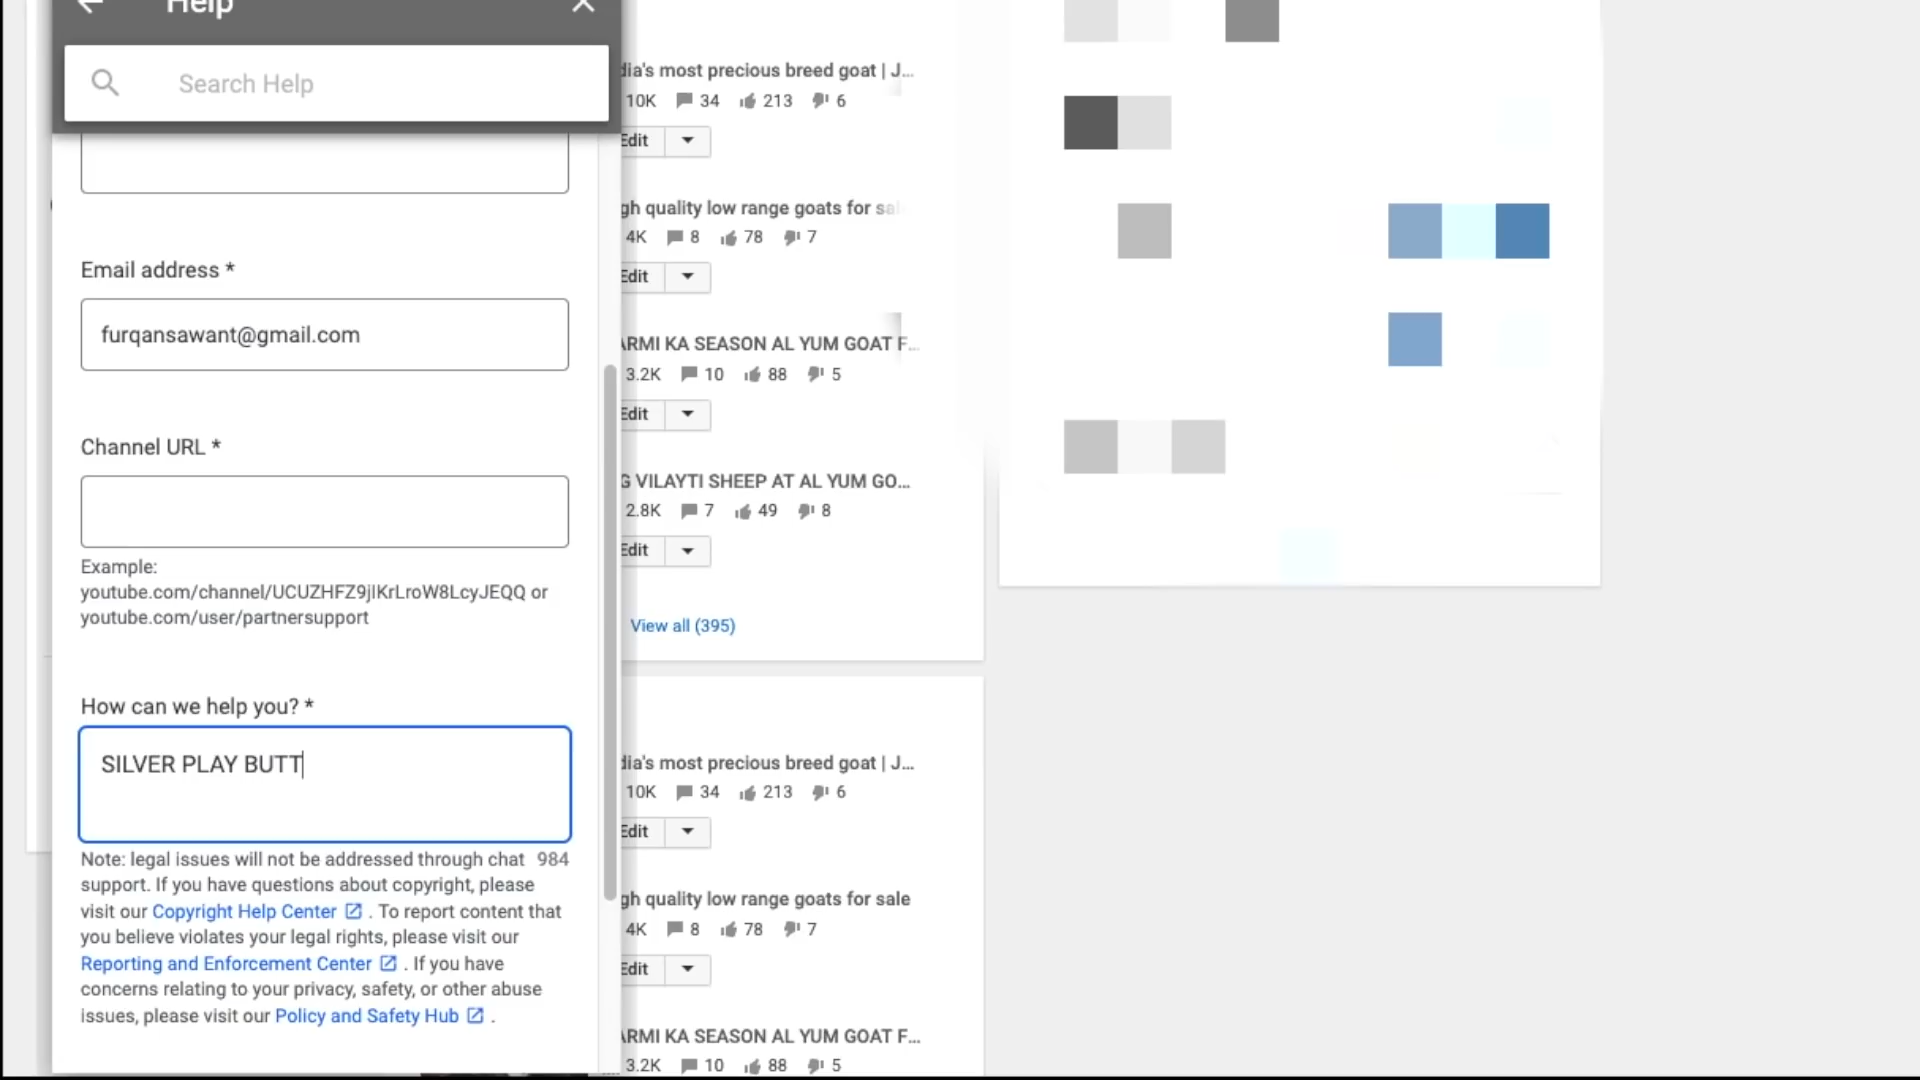 Help
Search Help
Email address *
furqansawant@gmail.com
Channel URL *
Example:
youtube.com/channel/UCUZHFZ9jIKrLroW8LcyJEQQ or
youtube.com/user/partnersupport
How can we help you? *
SILVER PLAY BUTT
Note: legal issues will not be addressed through chat 984
support. If you have questions about copyright, please
visit our Copyright Help Center . To report content that
you believe violates your legal rights, please visit our
Reporting and Enforcement Center . If you have
concerns relating to your privacy, safety, or other abuse
issues, please visit our Policy and Safety Hub .
dia's most precious breed goat | J...
10K 34 213 6
Edit
gh quality low range goats for sal
4K 8 78 7
Edit
ARMI KA SEASON AL YUM GOAT F...
3.2K 10 88 5
Edit
G VILAYTI SHEEP AT AL YUM GO...
2.8K 7 49 8
Edit
View all (395)
dia's most precious breed goat | J...
10K 34 213 6
Edit
gh quality low range goats for sale
4K 8 78 7
Edit
ARMI KA SEASON AL YUM GOAT F...
3.2K 10 88 5